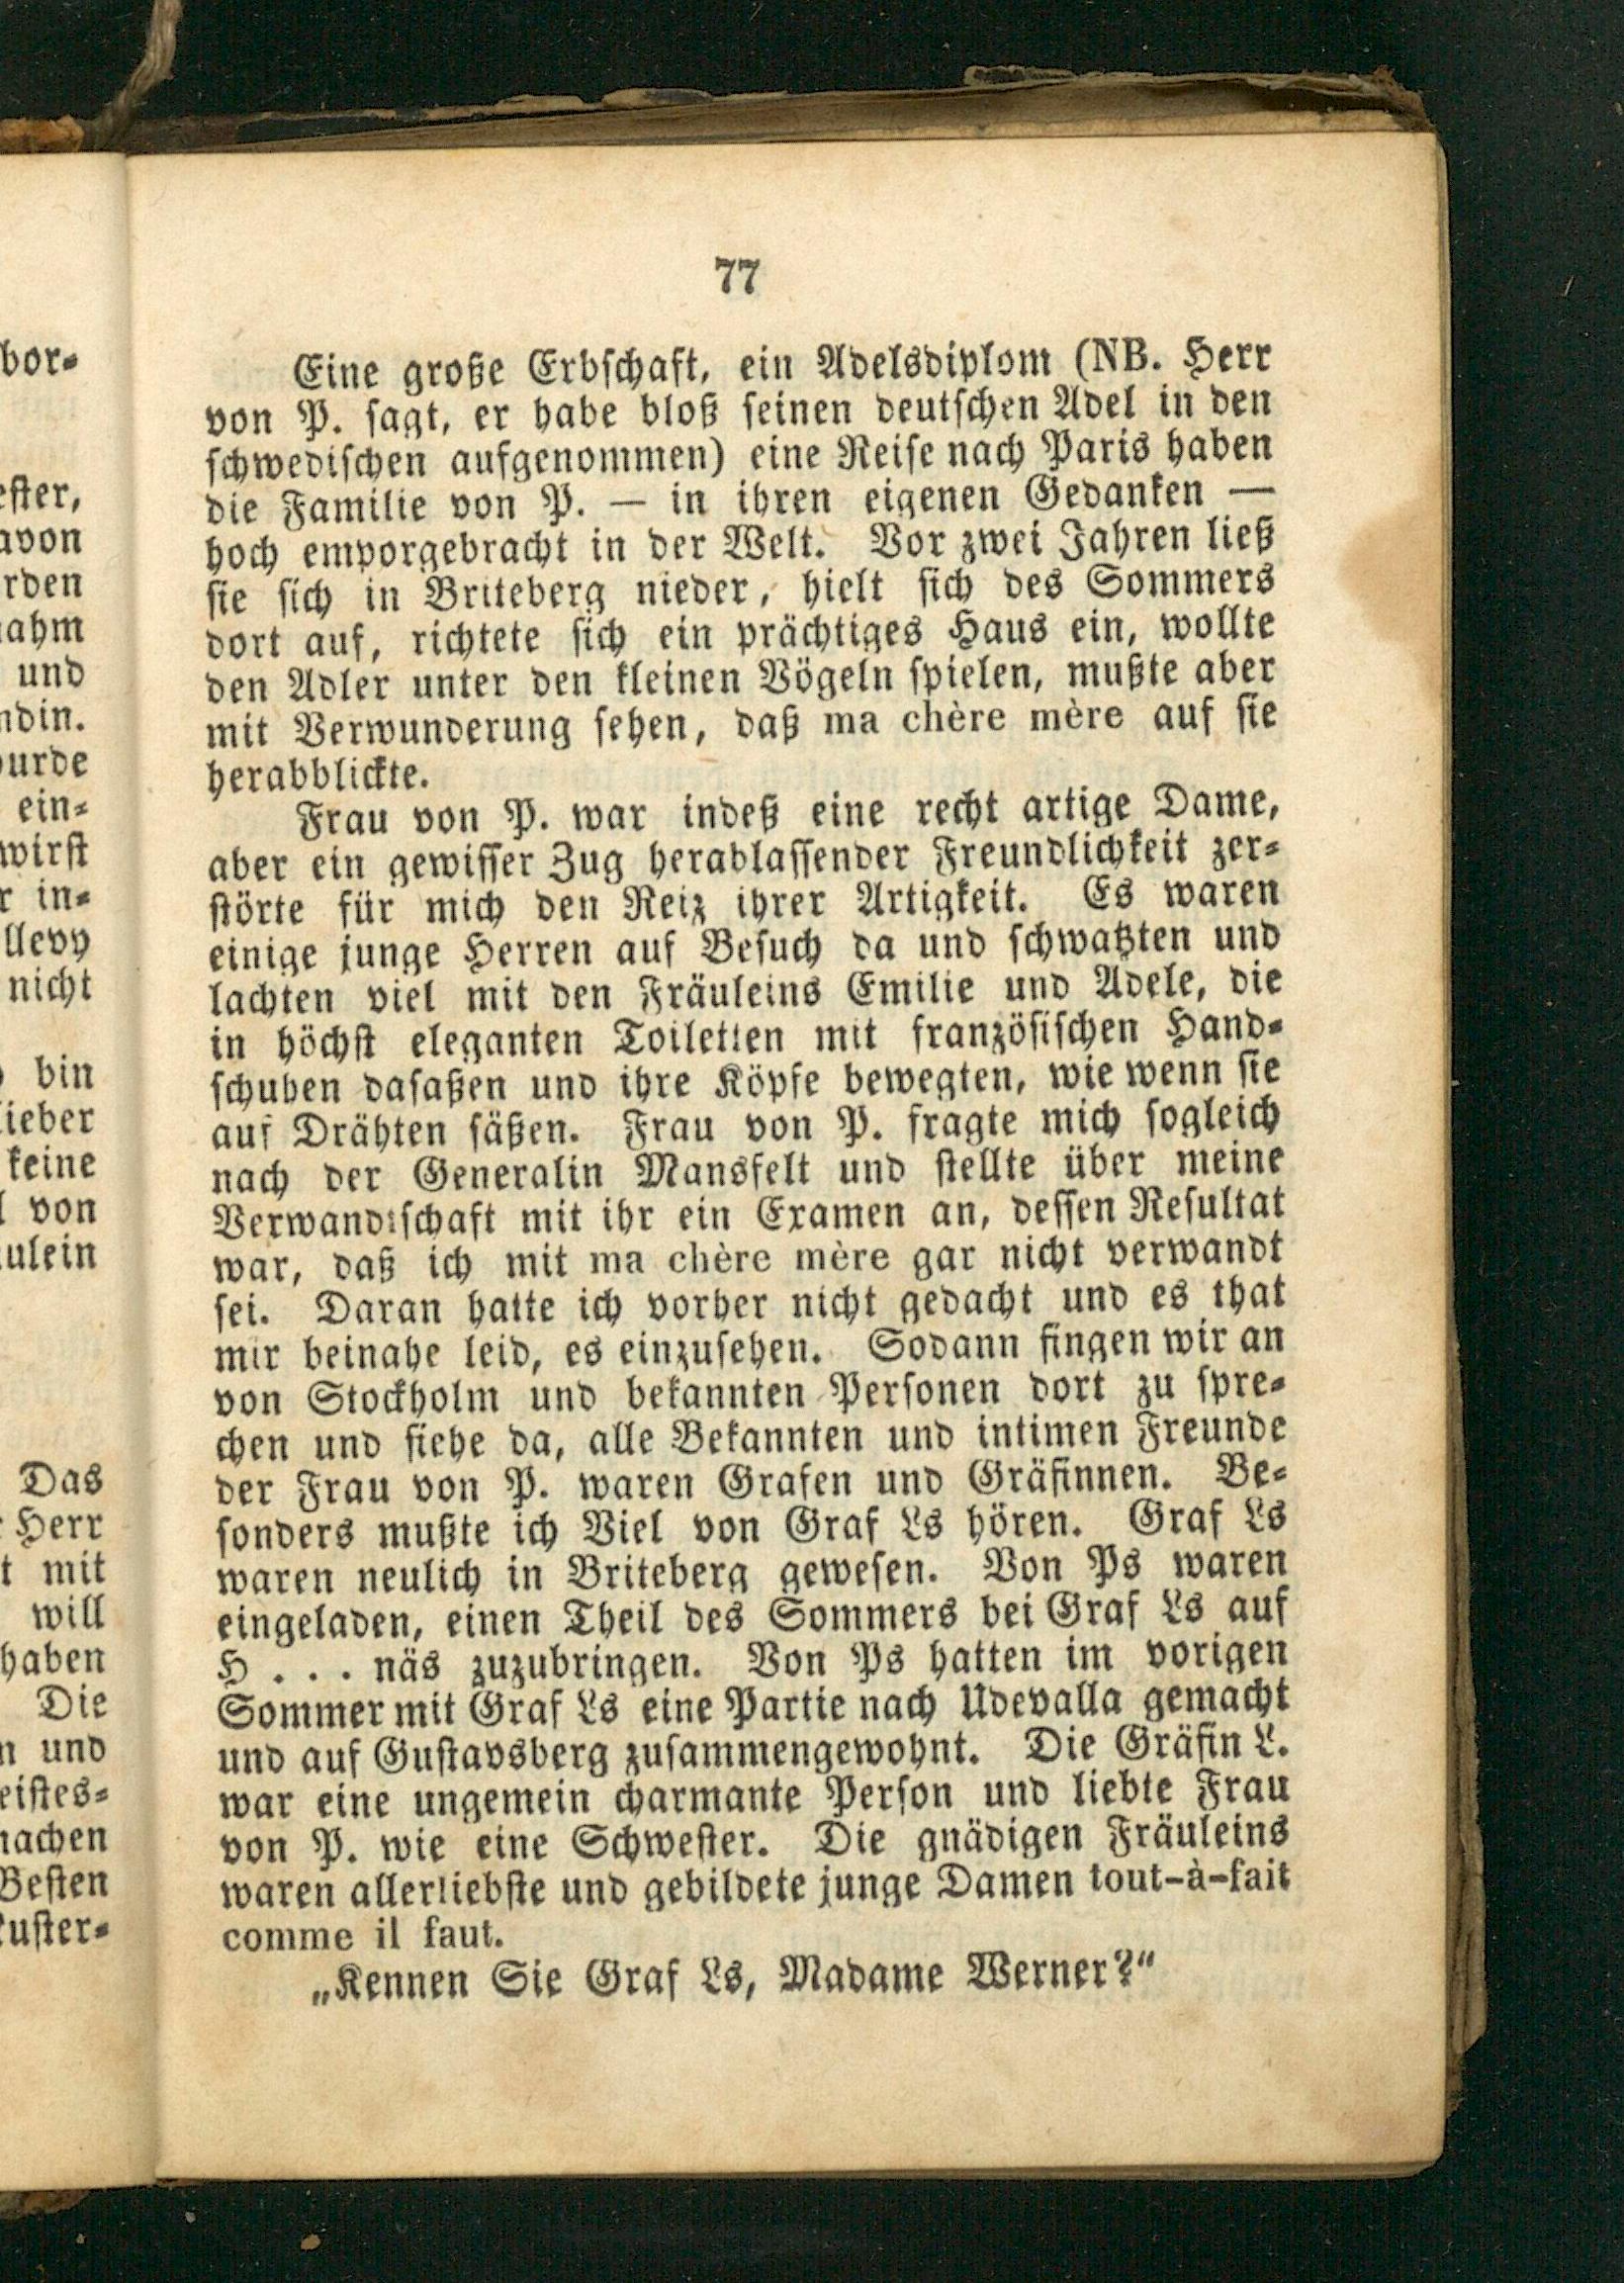 77
Eine große Erbschaft, ein Adelsdiplom (NB. Herr
von P. sagt, er habe bloß seinen deutschen Adel in den
schwedischen aufgenommen) eine Reise nach Paris haben
die Familie von P. — in ihren eigenen Gedanken —
hoch emporgebracht in der Welt. Vor zwei Jahren ließ
sie sich in Briteberg nieder, hielt sich des Sommers
dort auf, richtete sich ein prächtiges Haus ein, wollte
den Adler unter den kleinen Vögeln spielen, mußte aber
mit Verwunderung sehen, daß ma chère mère auf sie
herabblickte.
Frau von P. war indeß eine recht artige Dame,
aber ein gewisser Zug herablassender Freundlichkeit zer-
störte für mich den Reiz ihrer Artigkeit. Es waren
einige junge Herren auf Besuch da und schwatzten und
lachten viel mit den Fräuleins Emilie und Adele, die
in höchst eleganten Toiletten mit französischen Hand-
schuhen dasaßen und ihre Köpfe bewegten, wie wenn sie
auf Drähten säßen. Frau von P. fragte mich sogleich
nach der Generalin Mansfelt und stellte über meine
Verwandtschaft mit ihr ein Examen an, dessen Resultat
war, daß ich mit ma chère mère gar nicht verwandt
sei. Daran hatte ich vorher nicht gedacht und es that
mir beinahe leid, es einzusehen. Sodann fingen wir an
von Stockholm und bekannten Personen dort zu spre-
chen und siehe da, alle Bekannten und intimen Freunde
der Frau von P. waren Grafen und Gräfinnen. Be-
sonders mußte ich Viel von Graf Ls hören. Graf Ls
waren neulich in Briteberg gewesen. Von Ps waren
eingeladen, einen Theil des Sommers bei Graf Ls auf
H . . . näs zuzubringen. Von Ps hatten im vorigen
Sommer mit Graf Ls eine Partie nach Udevalla gemacht
und auf Gustavsberg zusammengewohnt. Die Gräfin L.
war eine ungemein charmante Person und liebte Frau
von P. wie eine Schwester. Die gnädigen Fräuleins
waren allerliebste und gebildete junge Damen tout-à-fait
comme il faut.
„Kennen Sie Graf Ls, Madame Werner?“